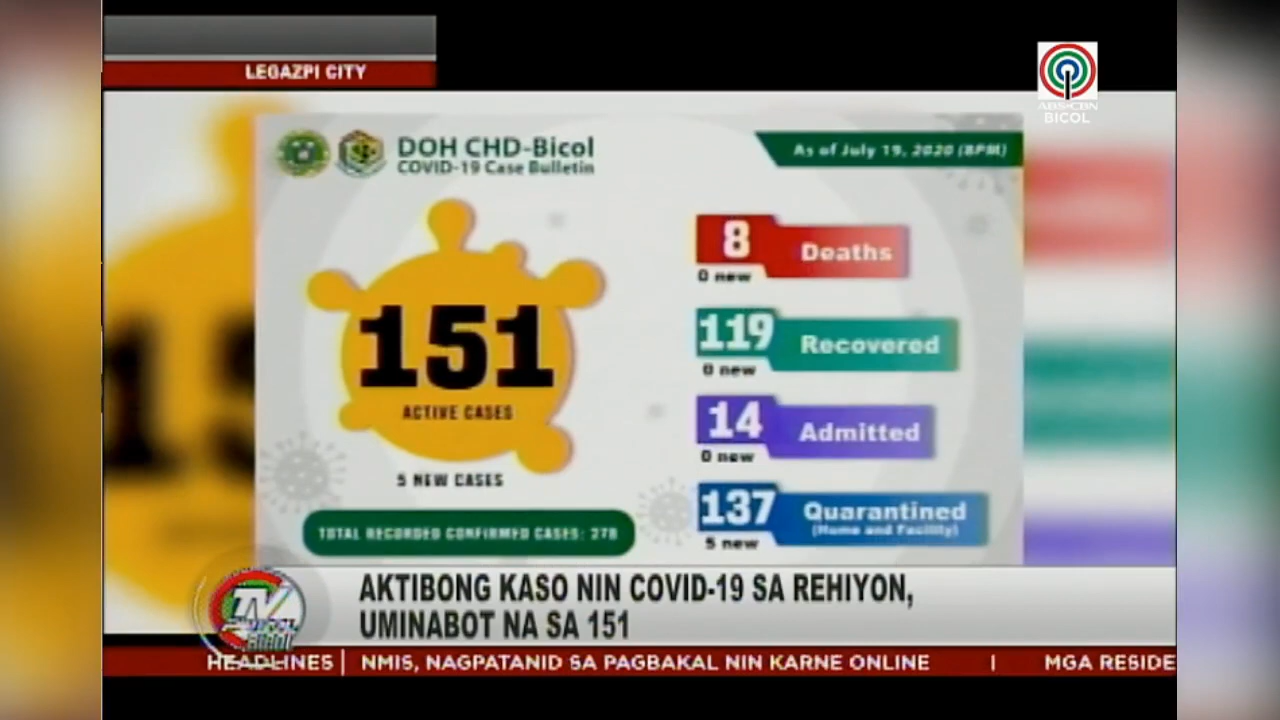 LEGAZPI CITY
ABS-CBN
BICOL
DOH CHD-Bicol
COVID-19 Case Bulletin
As of July 19, 2020 (8PM)
151
ACTIVE CASES
5 NEW CASES
TOTAL RECORDED CONFIRMED CASES: 278
8 Deaths
0 new
119 Recovered
0 new
14 Admitted
0 new
137 Quarantined
(Home and Facility)
5 new
TV
AKTIBONG KASO NIN COVID-19 SA REHIYON,
UMINABOT NA SA 151
HEADLINES | NMIS, NAGPATANID SA PAGBAKAL NIN KARNE ONLINE | MGA RESIDE